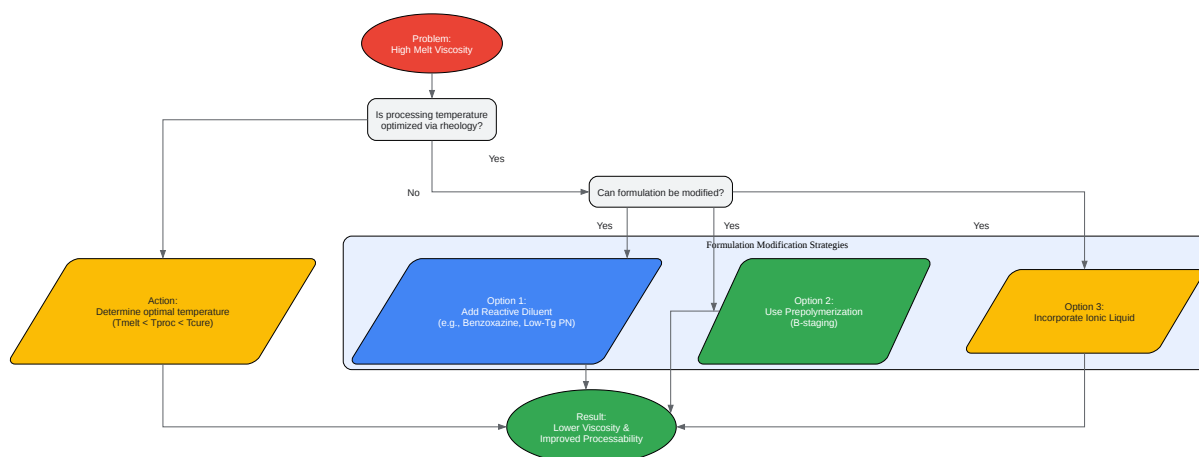 Problem:
High Melt Viscosity
Is processing temperature
optimized via rheology?
Yes
No
Can formulation be modified?
Yes
Yes
Yes
Formulation Modification Strategies
Action:
Determine optimal temperature
(Tmelt < Tproc < Tcure)
Option 1:
Add Reactive Diluent
(e.g., Benzoxazine, Low-Tg PN)
Option 2:
Use Prepolymerization
(B-staging)
Option 3:
Incorporate Ionic Liquid
Result:
Lower Viscosity &
Improved Processability